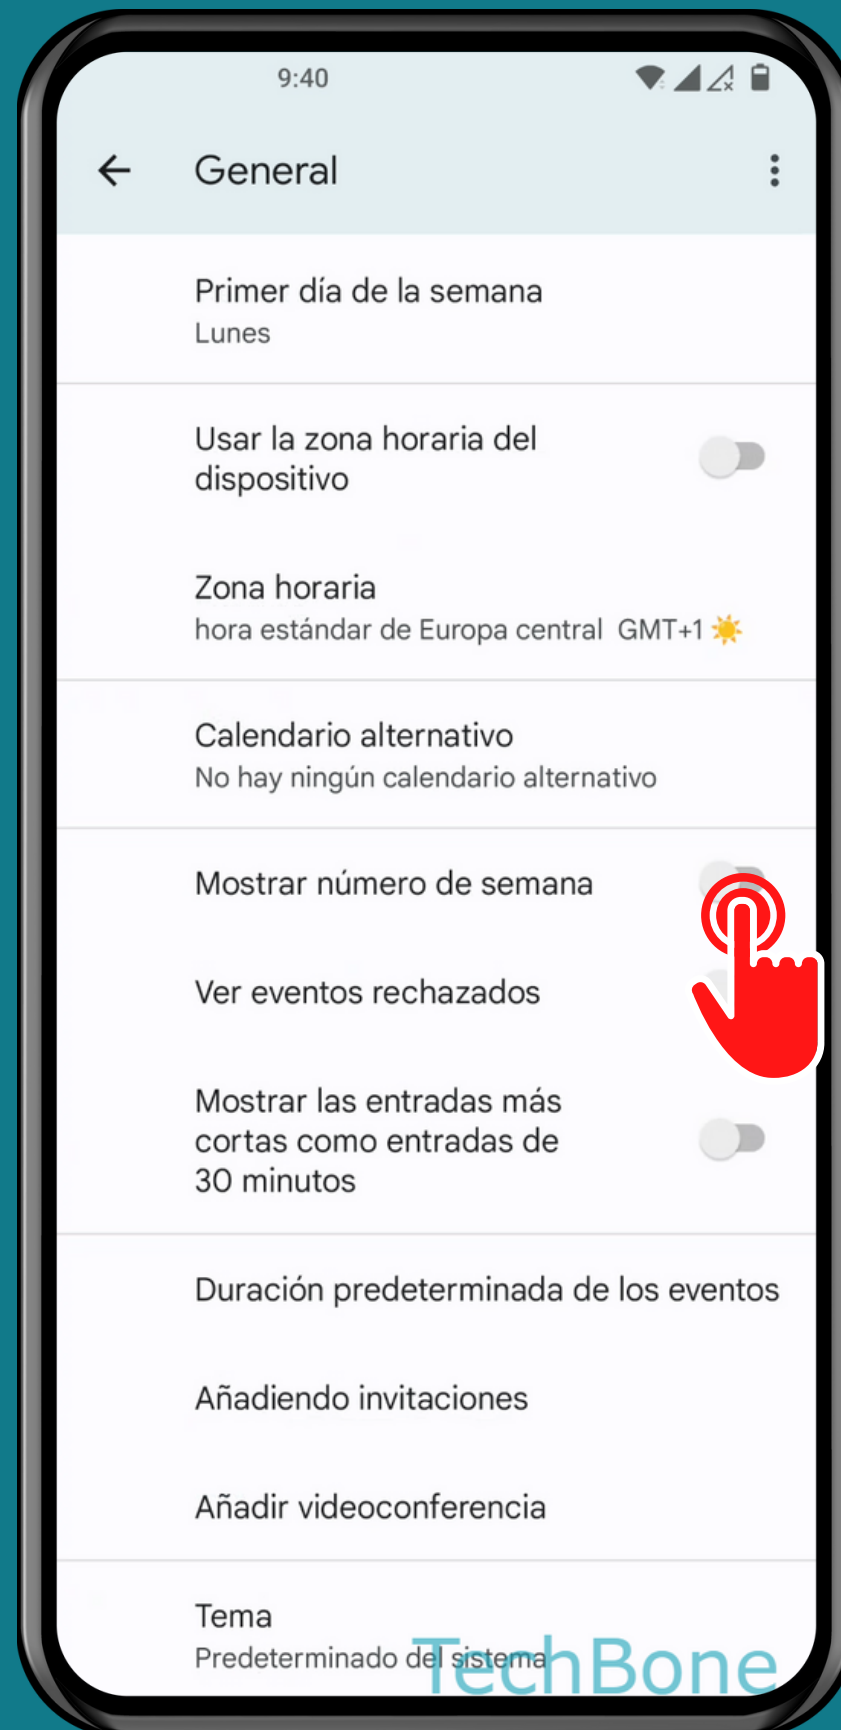 9:40
General
Primer día de la semana
Lunes
Usar la zona horaria del
dispositivo
Zona horaria
hora estándar de Europa central GMT+1
Calendario alternativo
No hay ningún calendario alternativo
Mostrar número de semana
Ver eventos rechazados
Mostrar las entradas más
cortas como entradas de
30 minutos
Duración predeterminada de los eventos
Añadiendo invitaciones
Añadir videoconferencia
Tema
Predeterminado del sistema
TechBone